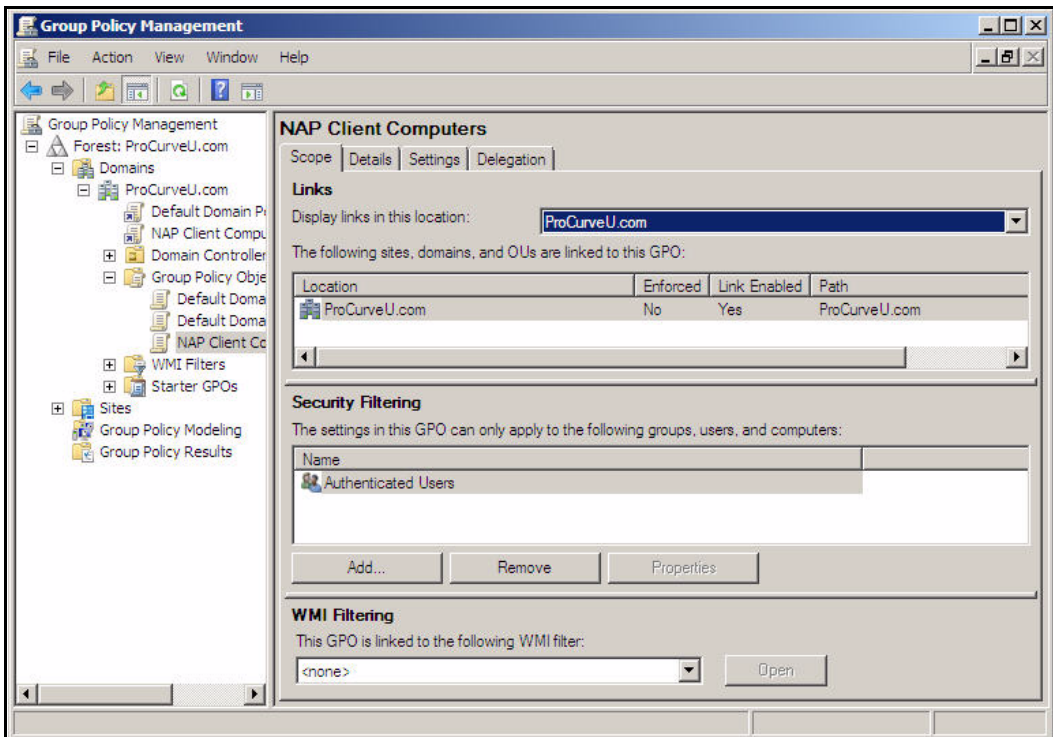 Group Policy Management
File Action View Window Help
Group Policy Management
Forest: ProCurveU.com
Domains
ProCurveU.com
Default Domain P
NAP Client Compu
Domain Controller
Group Policy Obje
Default Doma
Default Doma
NAP Client Co
WMI Filters
Starter GPOs
Sites
Group Policy Modeling
Group Policy Results
NAP Client Computers
Scope Details Settings Delegation
Links
Display links in this location: ProCurveU.com
The following sites, domains, and OUs are linked to this GPO:
Location Enforced Link Enabled Path
ProCurveU.com No Yes ProCurveU.com
Security Filtering
The settings in this GPO can only apply to the following groups, users, and computers:
Name
Authenticated Users
Add... Remove Properties
WMI Filtering
This GPO is linked to the following WMI filter:
<none> Open